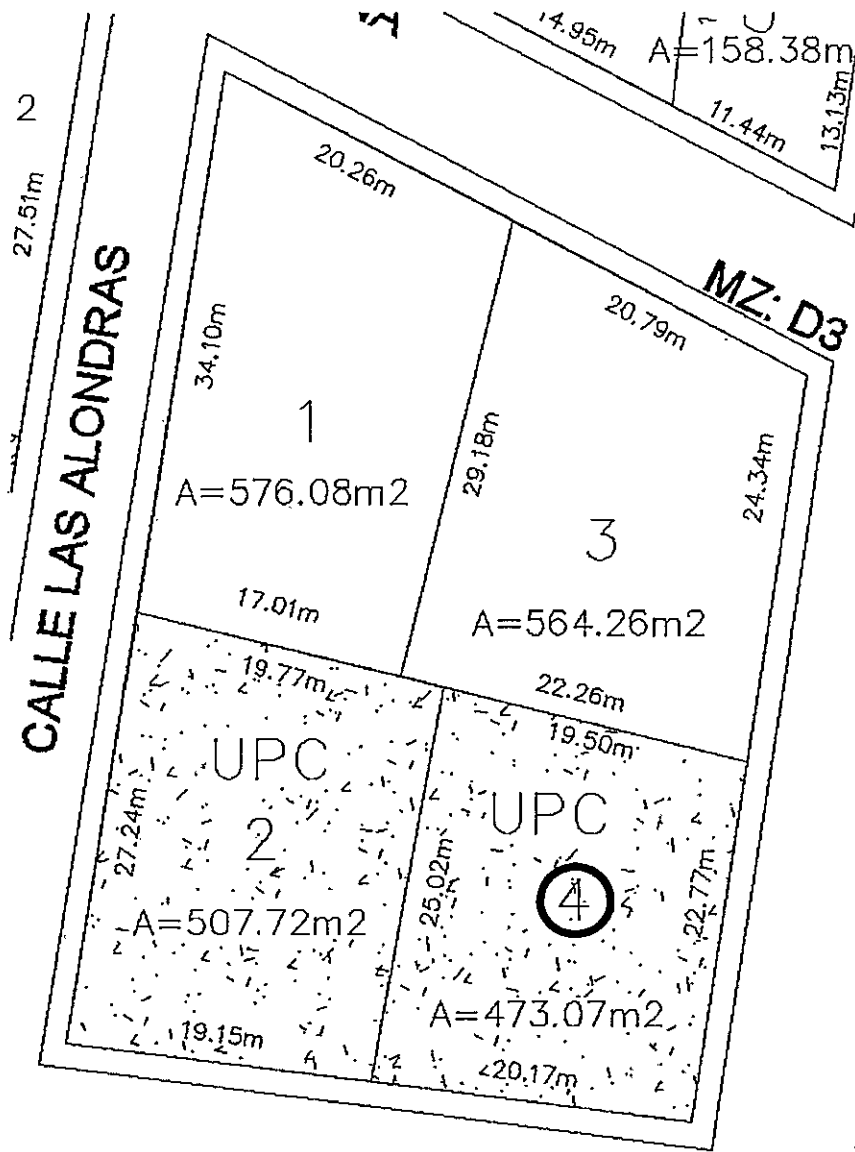 14.95m
A=158.38m
11.44m
13.13m
2
27.51m
CALLE LAS ALONDRAS
MZ: D3
20.26m
20.79m
34.10m
1
A=576.08m2
29.18m
24.34m
3
A=564.26m2
17.01m
22.26m
19.77m
19.50m
UPC
2
27.24m
A=507.72m2
19.15m
UPC
4
25.02m
22.77m
A=473.07m2
20.17m